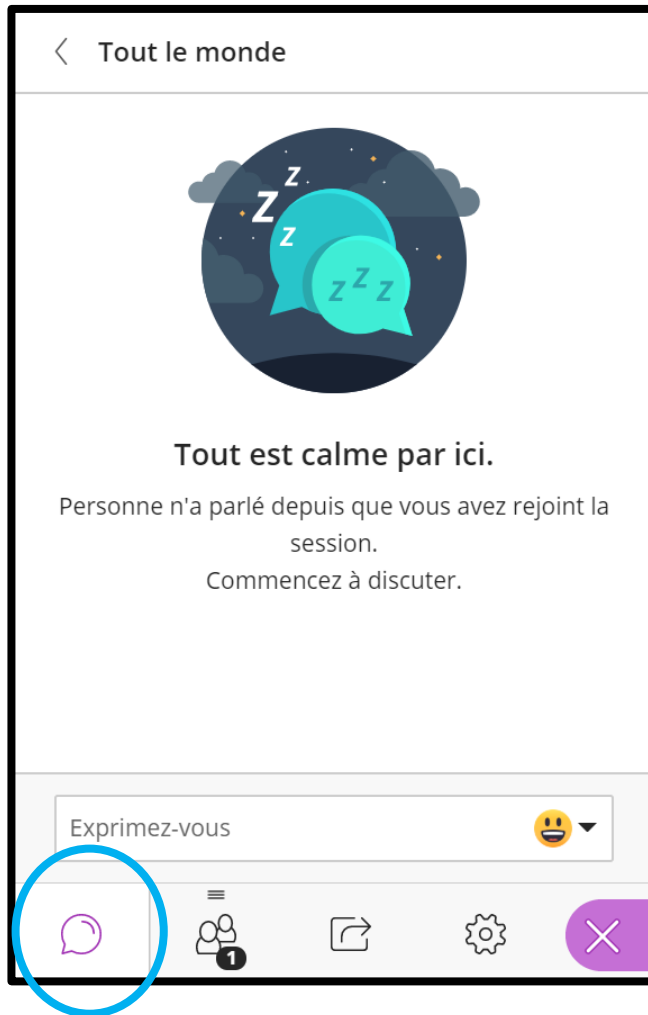 Tout le monde
z
Z
z
z z z
Tout est calme par ici.
Personne n'a parlé depuis que vous avez rejoint la
session.
Commencez à discuter.
Exprimez-vous
1